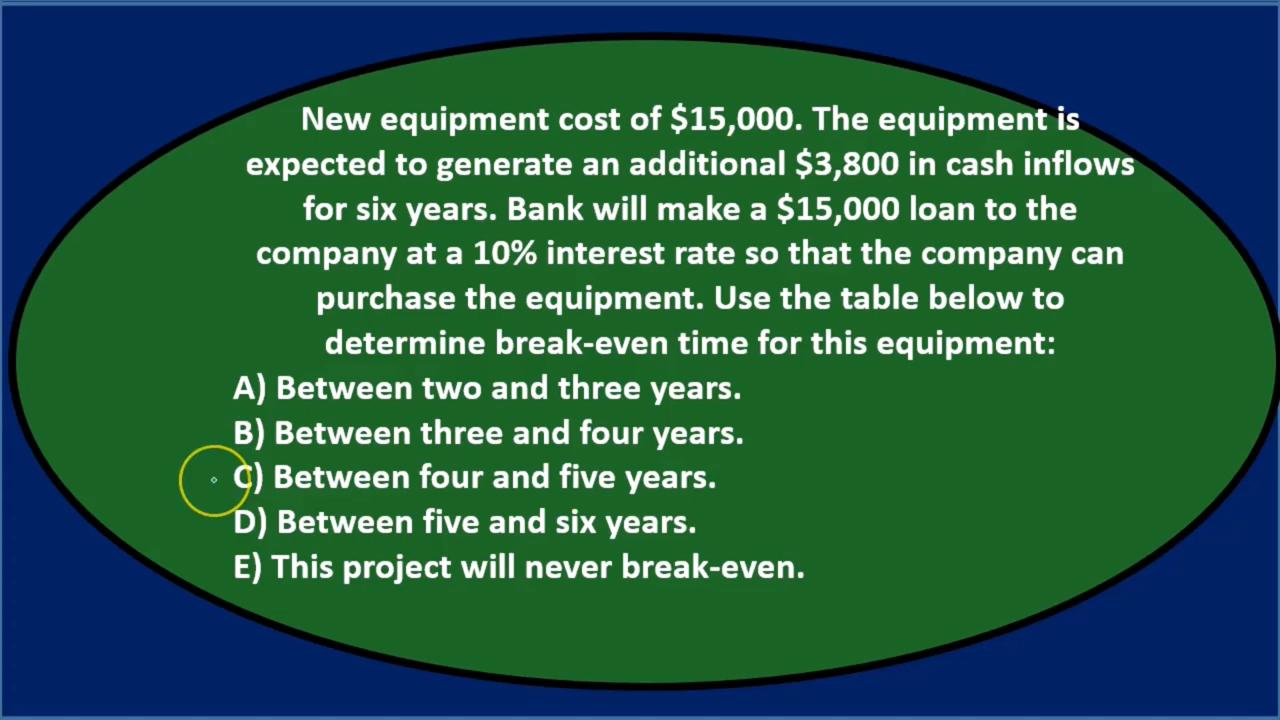 New equipment cost of $15,000. The equipment is
expected to generate an additional $3,800 in cash inflows
for six years. Bank will make a $15,000 loan to the
company at a 10% interest rate so that the company can
purchase the equipment. Use the table below to
determine break-even time for this equipment:
A) Between two and three years.
B) Between three and four years.
C) Between four and five years.
D) Between five and six years.
E) This project will never break-even.